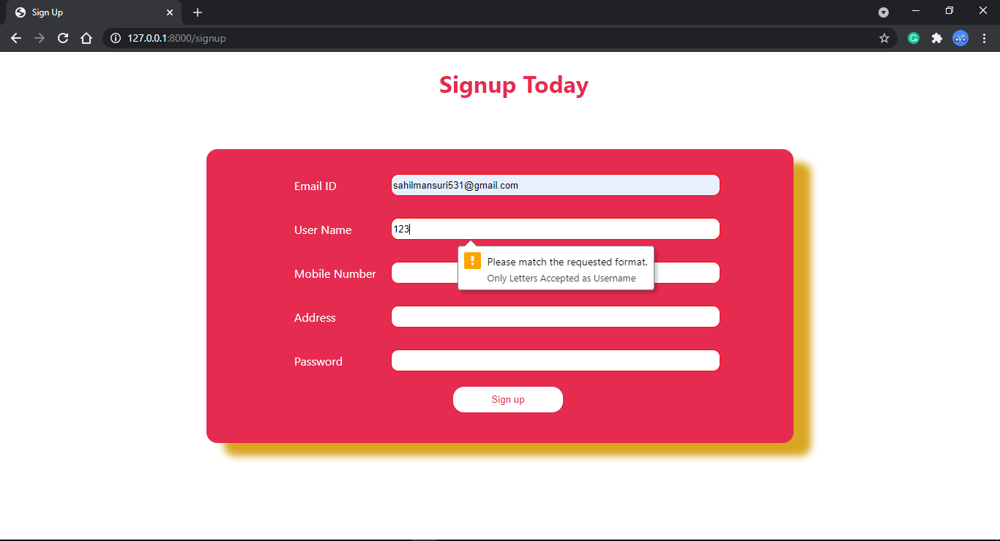 Sign Up
127.0.0.1:8000/signup
Signup Today
Email ID sahilmansuri531@gmail.com
User Name 123
Please match the requested format.
Mobile Number
Only Letters Accepted as Username
Address
Password
Sign up